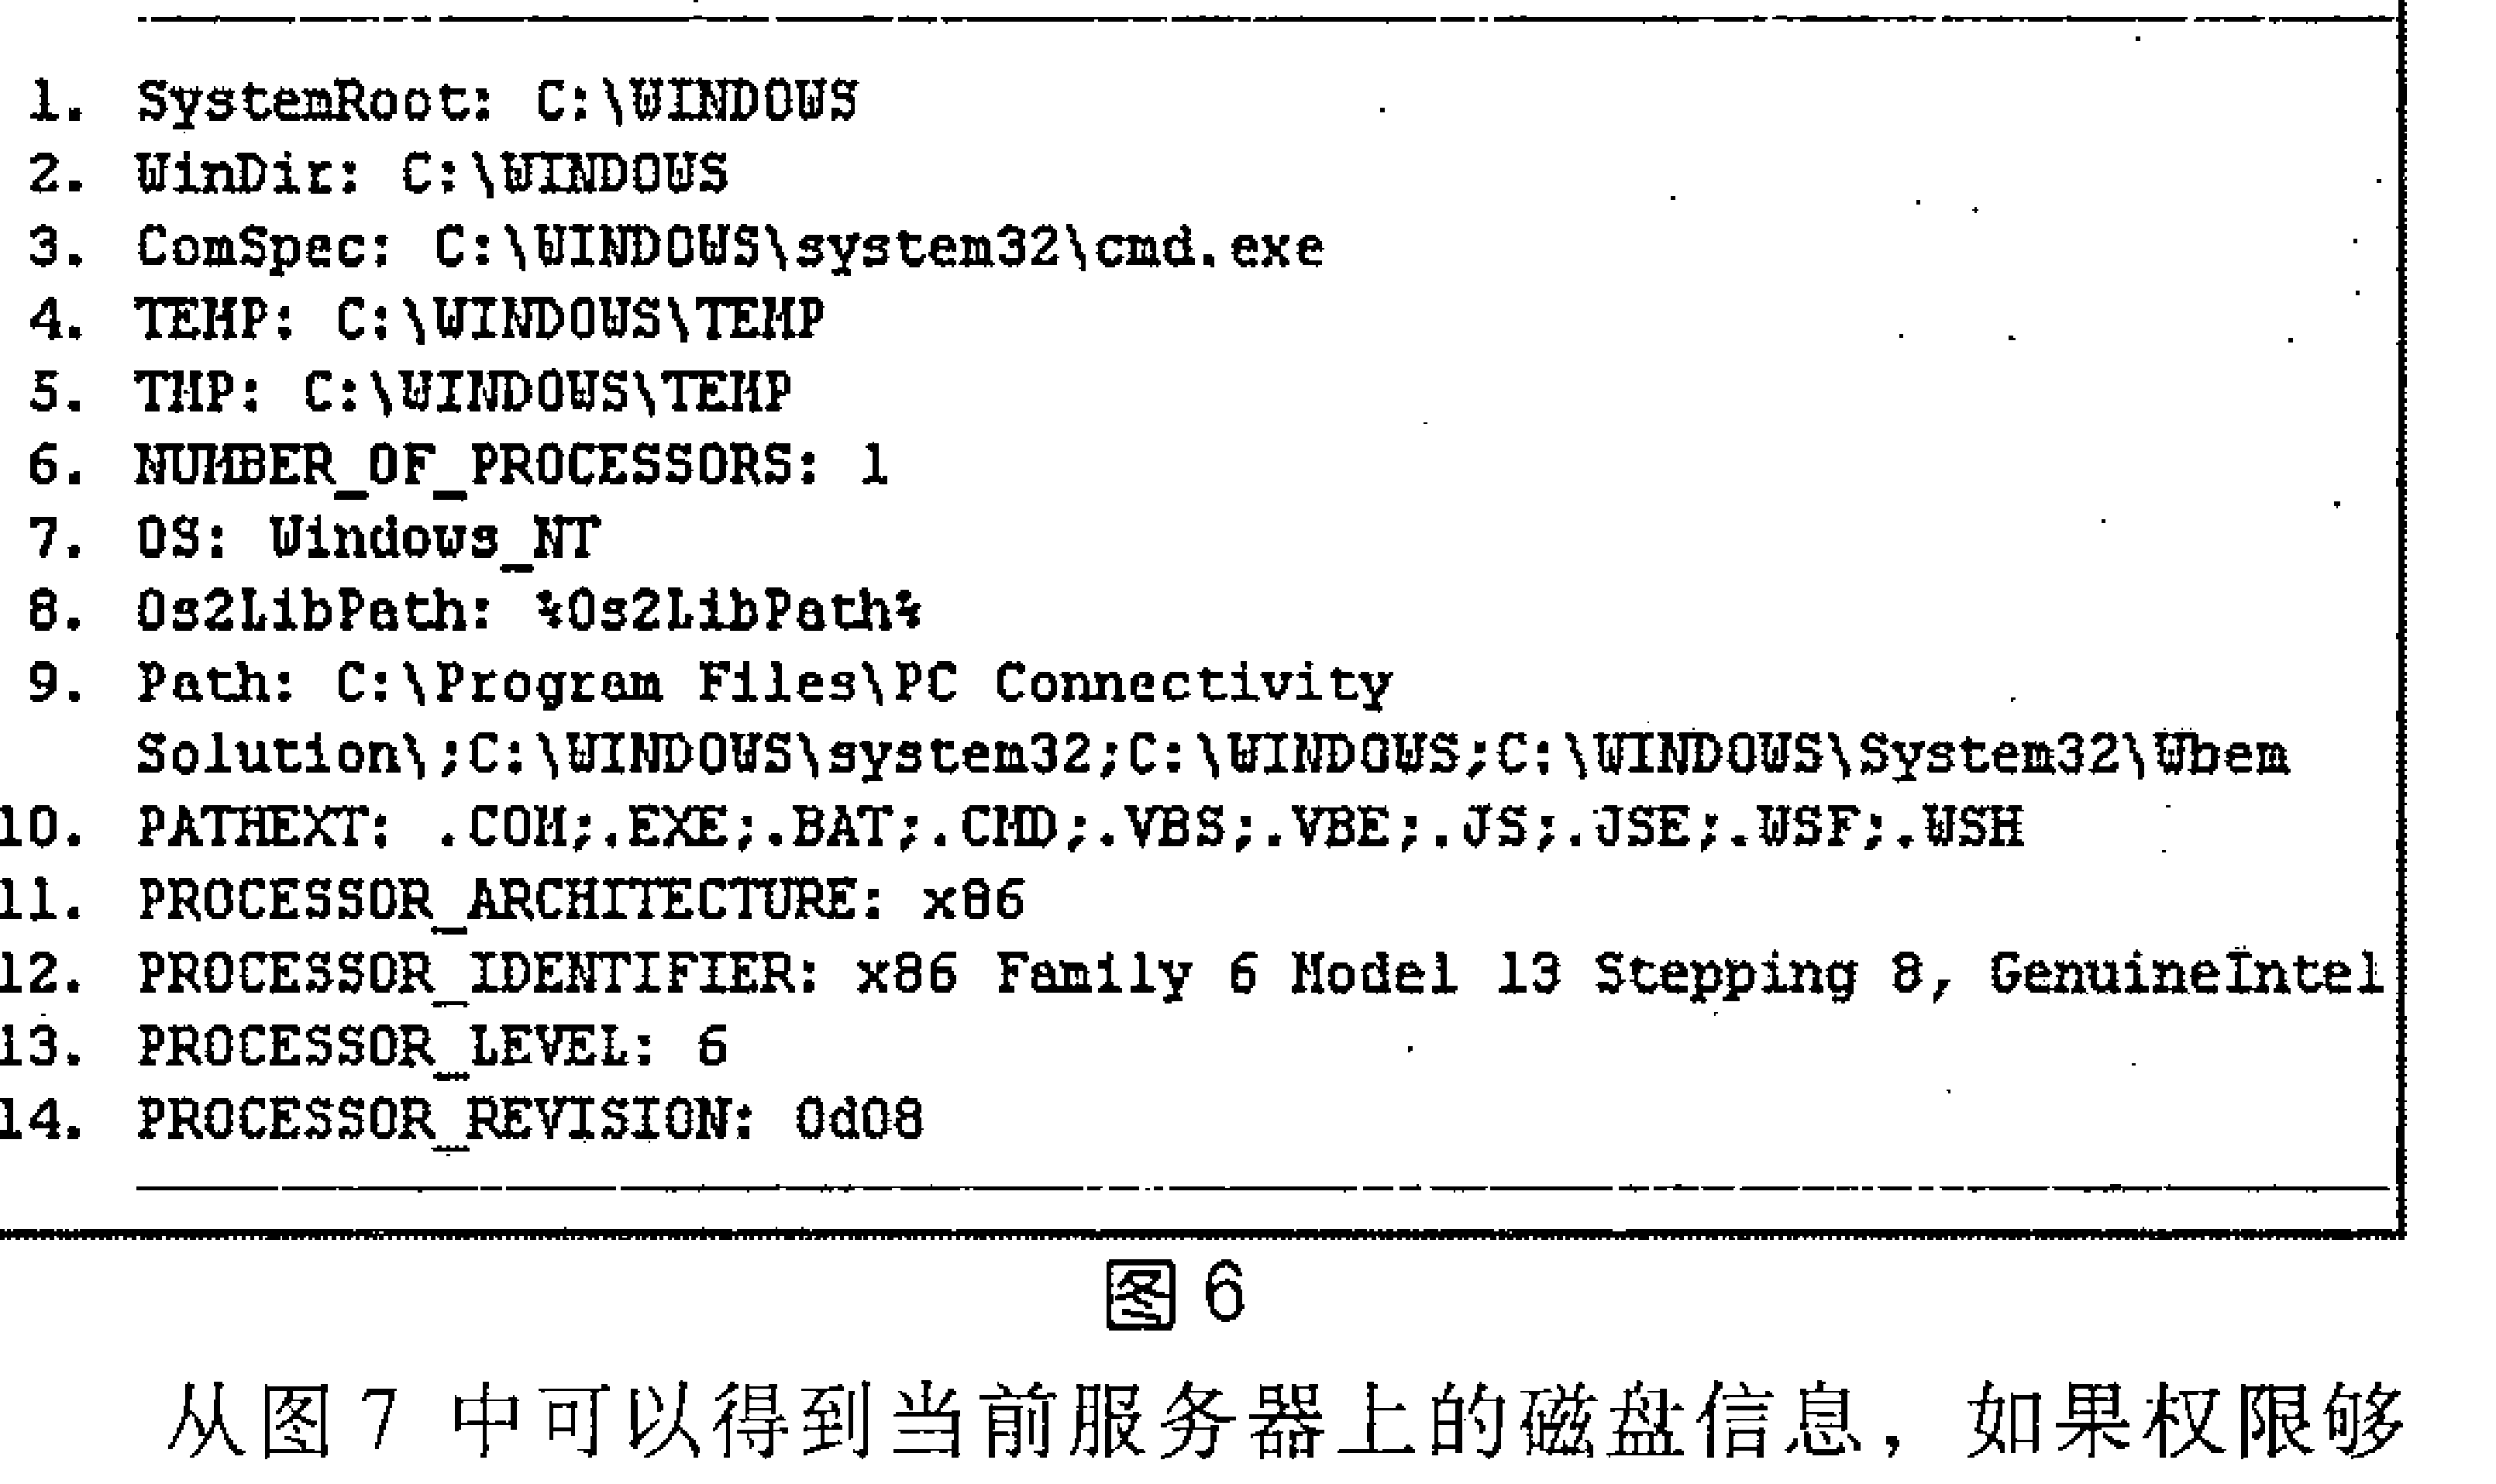 1. SystemRoot: C:\WINDOWS
2. WinDir: C:\WINDOWS
3. ComSpec: C:\WINDOWS\system32\cmd.exe
4. TEMP: C:\WINDOWS\TEMP
5. TMP: C:\WINDOWS\TEMP
6. NUMBER_OF_PROCESSORS: 1
7. OS: Windows_NT
8. Os2LibPath: %Os2LibPath%
9. Path: C:\Program Files\PC Connectivity
Solution\;C:\WINDOWS\system32;C:\WINDOWS;C:\WINDOWS\System32\Wbem
10. PATHEXT: .COM;.EXE;.BAT;.CMD;.VBS;.VBE;.JS;.JSE;.WSF;.WSH
11. PROCESSOR_ARCHITECTURE: x86
12. PROCESSOR_IDENTIFIER: x86 Family 6 Model 13 Stepping 8, GenuineIntel
13. PROCESSOR_LEVEL: 6
14. PROCESSOR_REVISION: 0d08
图 6
从图 7 中可以得到当前服务器上的磁盘信息，如果权限够